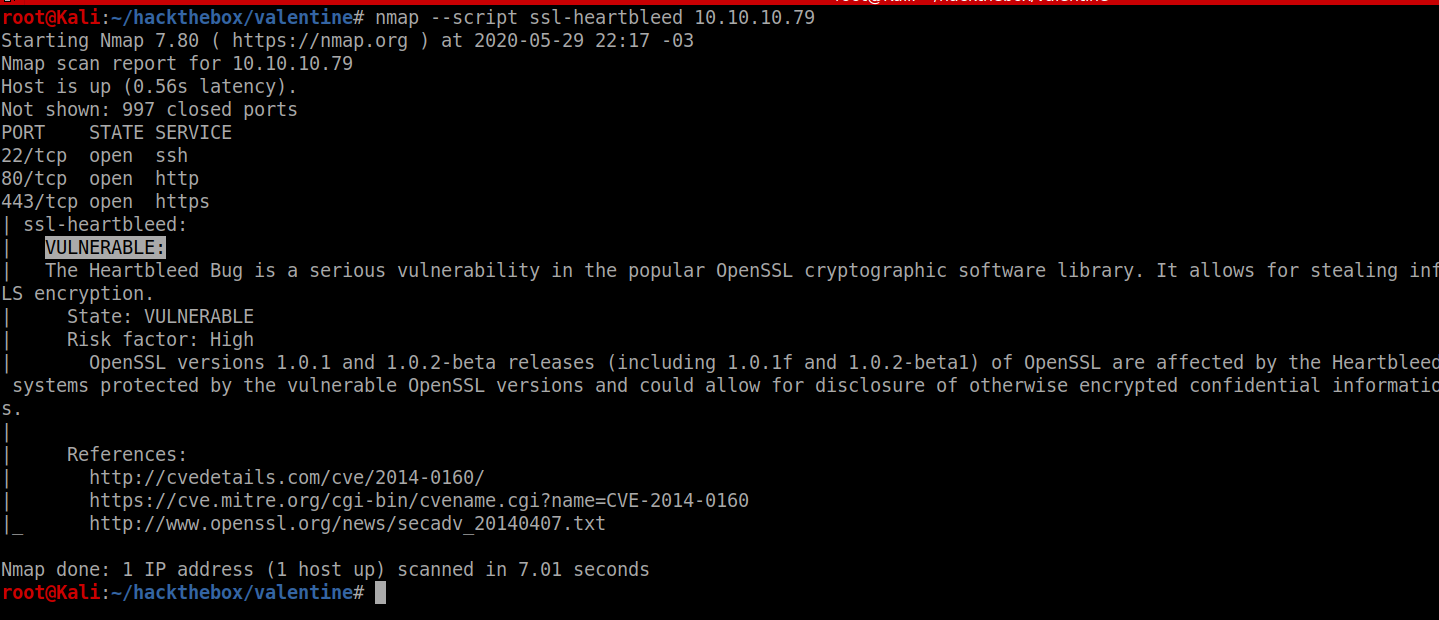 root@Kali:~/hackthebox/valentine# nmap --script ssl-heartbleed 10.10.10.79
Starting Nmap 7.80 ( https://nmap.org ) at 2020-05-29 22:17 -03
Nmap scan report for 10.10.10.79
Host is up (0.56s latency).
Not shown: 997 closed ports
PORT    STATE SERVICE
22/tcp  open  ssh
80/tcp  open  http
443/tcp open  https
| ssl-heartbleed:
|   VULNERABLE:
|   The Heartbleed Bug is a serious vulnerability in the popular OpenSSL cryptographic software library. It allows for stealing inf
LS encryption.
|     State: VULNERABLE
|     Risk factor: High
|       OpenSSL versions 1.0.1 and 1.0.2-beta releases (including 1.0.1f and 1.0.2-beta1) of OpenSSL are affected by the Heartbleed
 systems protected by the vulnerable OpenSSL versions and could allow for disclosure of otherwise encrypted confidential informatio
s.
|
|     References:
|       http://cvedetails.com/cve/2014-0160/
|       https://cve.mitre.org/cgi-bin/cvename.cgi?name=CVE-2014-0160
|_      http://www.openssl.org/news/secadv_20140407.txt

Nmap done: 1 IP address (1 host up) scanned in 7.01 seconds
root@Kali:~/hackthebox/valentine#